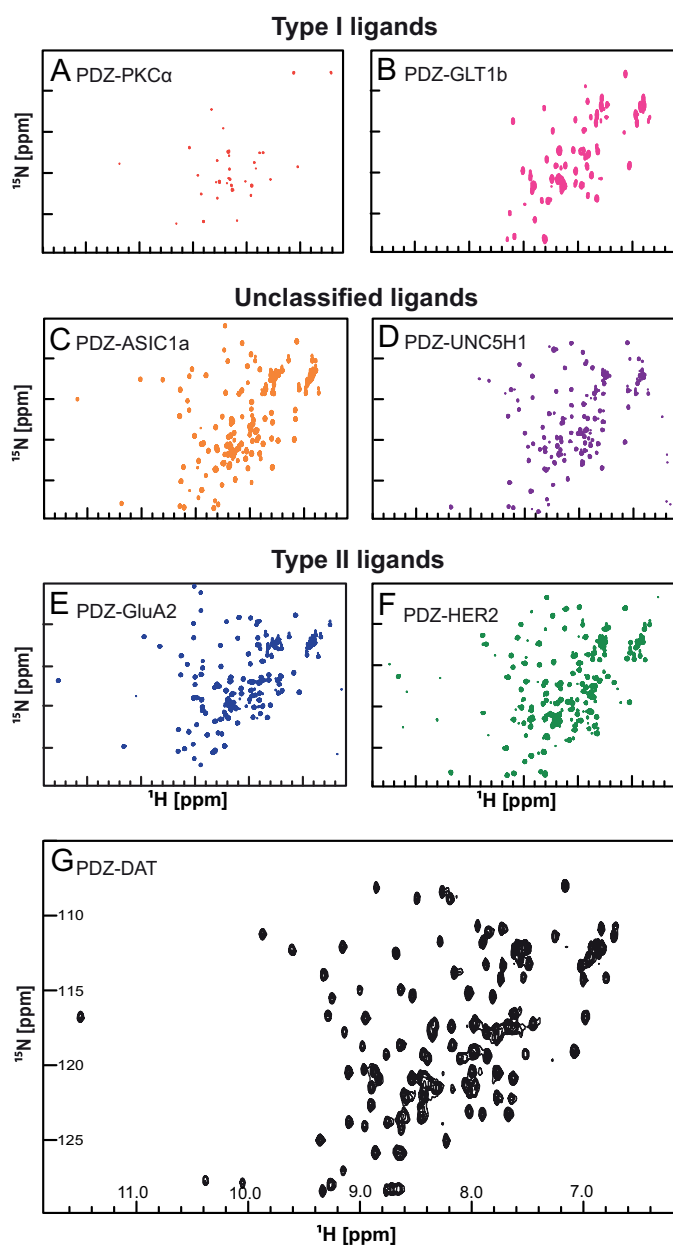 Type I ligands
A PDZ-PKCα
B PDZ-GLT1b
¹⁵N [ppm]
Unclassified ligands
C PDZ-ASIC1a
D PDZ-UNC5H1
¹⁵N [ppm]
Type II ligands
E PDZ-GluA2
F PDZ-HER2
¹⁵N [ppm]
¹H [ppm]
¹H [ppm]
G PDZ-DAT
110
115
¹⁵N [ppm]
120
125
11.0 10.0 9.0 8.0 7.0
¹H [ppm]